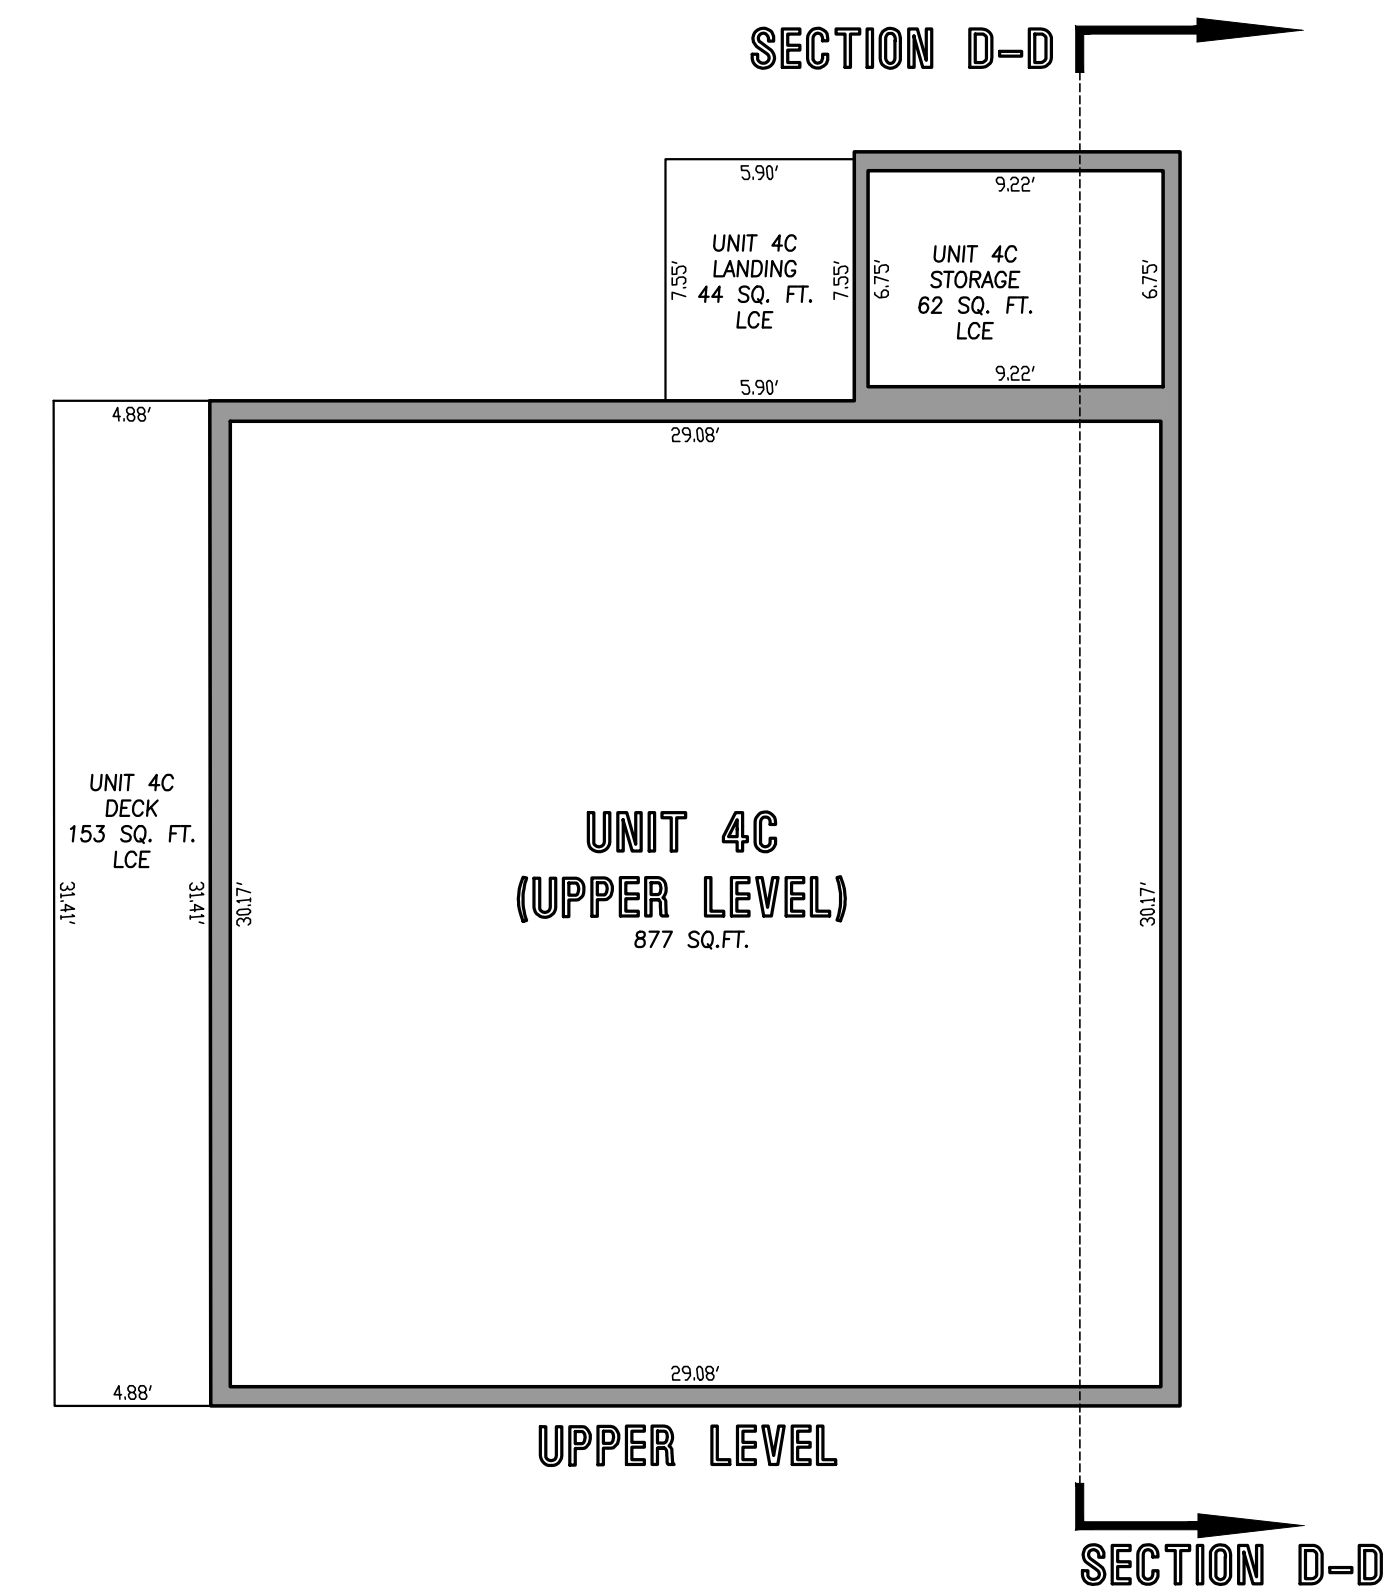 SECTION D-D
5.90'
9.22'
UNIT 4C
LANDING
44 SQ. FT.
LCE
7.55'
7.55'
5.90'
UNIT 4C
STORAGE
62 SQ. FT.
LCE
6.75'
6.75'
9.22'
4.88'
29.08'
UNIT 4C
DECK
153 SQ. FT.
LCE
31.41'
31.41'
30.17'
UNIT 4C
(UPPER LEVEL)
877 SQ.FT.
30.17'
29.08'
4.88'
UPPER LEVEL
SECTION D-D